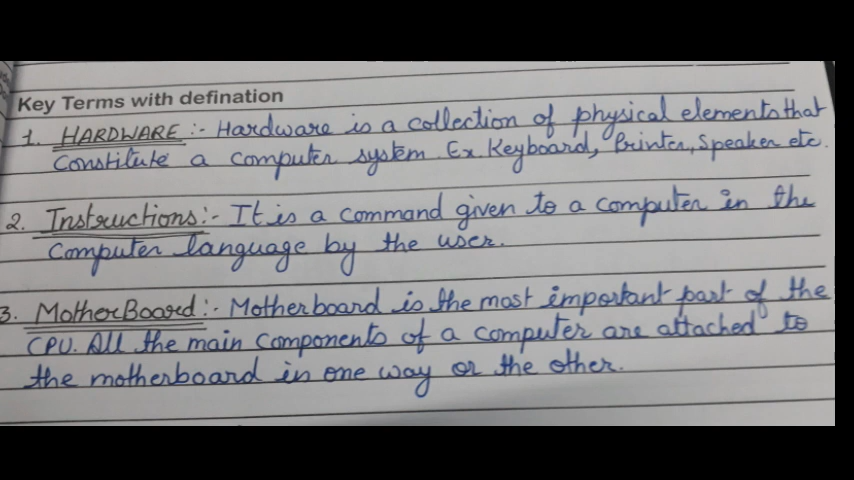 Key Terms with defination
1. HARDWARE :- Hardware is a collection of physical elements that
Constitute a computer system. Ex. Keyboard, Printer, Speaker etc.
2. Instructions:- It is a command given to a computer in the
Computer language by the user.
3. MotherBoard:- Motherboard is the most important part of the
CPU. All the main components of a computer are attached to
the motherboard in one way or the other.